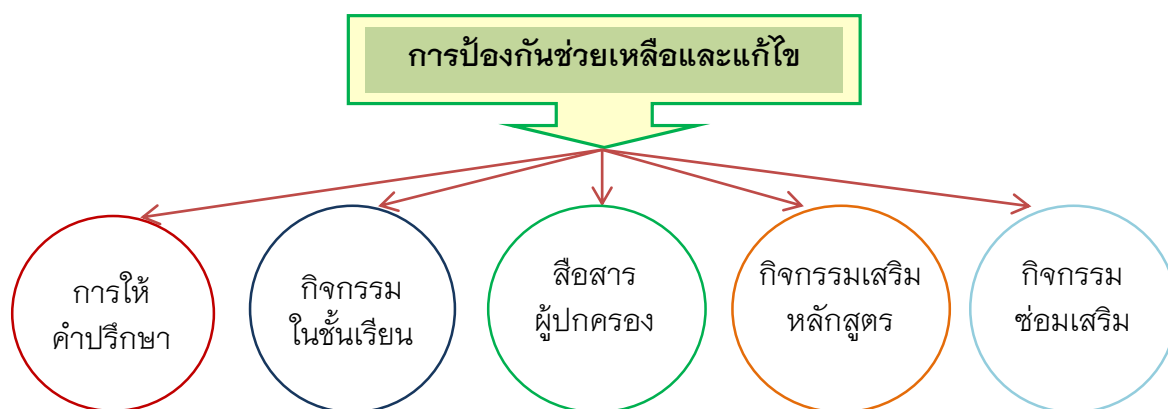 การป้องกันช่วยเหลือและแก้ไข
การให้
คำปรึกษา
กิจกรรม
ในชั้นเรียน
สือสาร
ผู้ปกครอง
กิจกรรมเสริม
หลักสูตร
กิจกรรม
ซ่อมเสริม